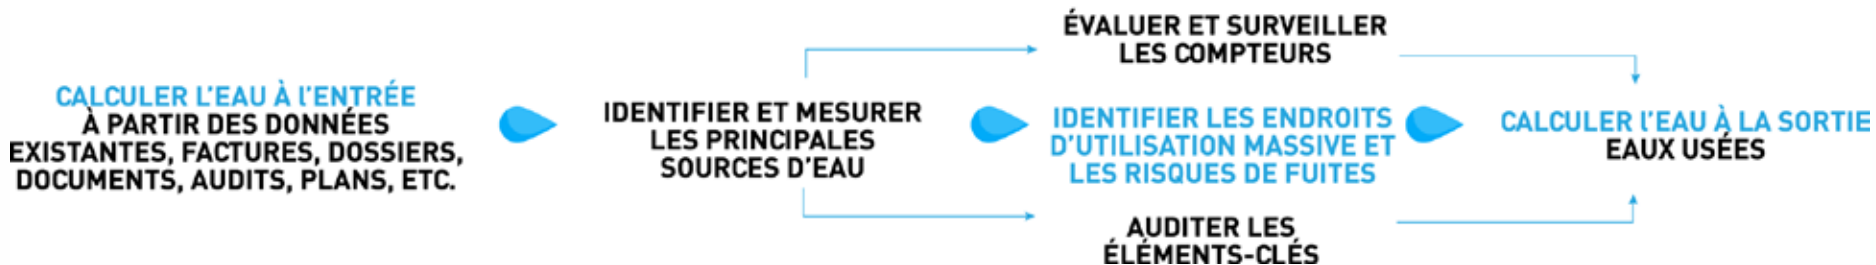 CALCULER L'EAU À l'ENTRÉE
À PARTIR DES DONNÉES
EXISTANTES, FACTURES, DOSSIERS,
DOCUMENTS, AUDITS, PLANS, ETC.
IDENTIFIER ET MESURER
LES PRINCIPALES
SOURCES D'EAU
ÉVALUER ET SURVEILLER
LES COMPTEURS
IDENTIFIER LES ENDROITS
D'UTILISATION MASSIVE ET
LES RISQUES DE FUITES
AUDITER LES
ÉLÉMENTS-CLÉS
CALCULER l'EAU À LA SORTIE
EAUX USÉES